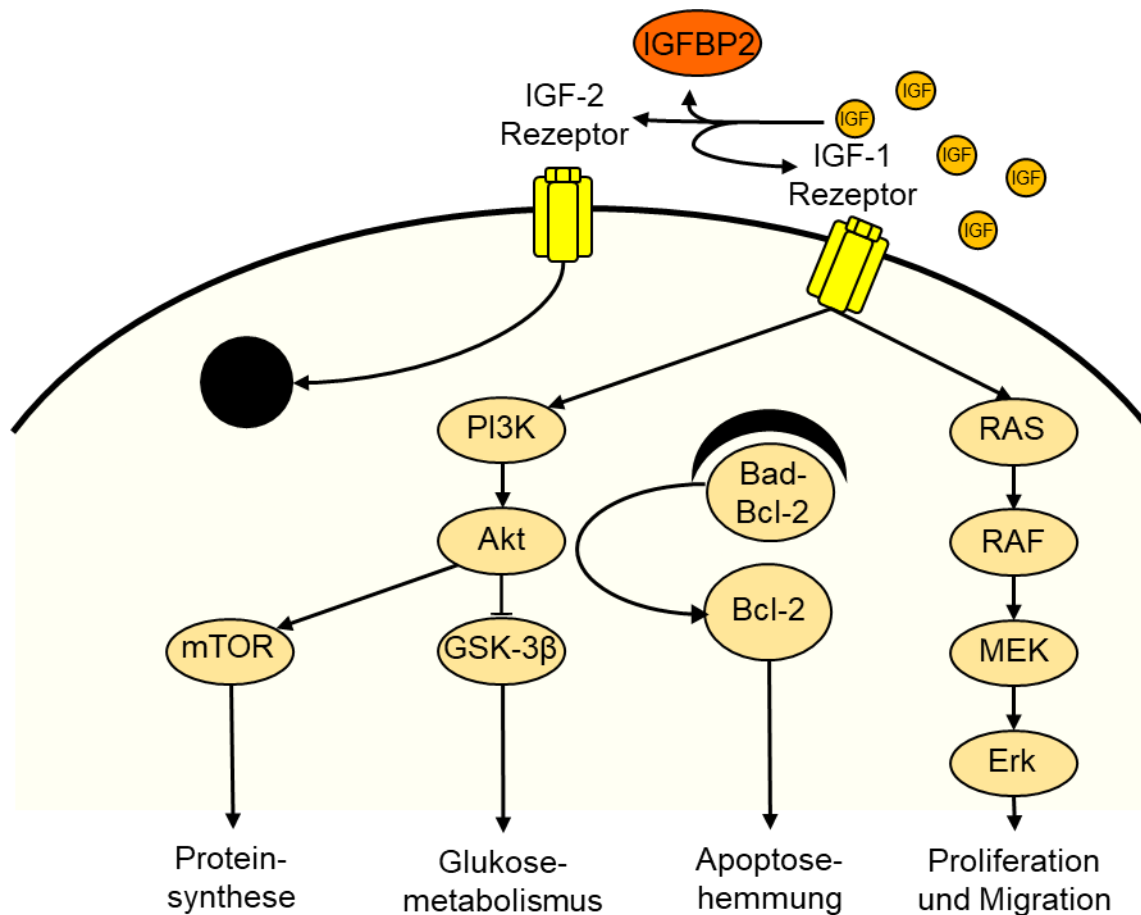 IGFBP2
IGF-2
Rezeptor
IGF
IGF
IGF
IGF
IGF
IGF-1
Rezeptor
PI3K
Akt
mTOR
GSK-3β
Bad-
Bcl-2
Bcl-2
RAS
RAF
MEK
Erk
Protein-
synthese
Glukose-
metabolismus
Apoptose-
hemmung
Proliferation
und Migration